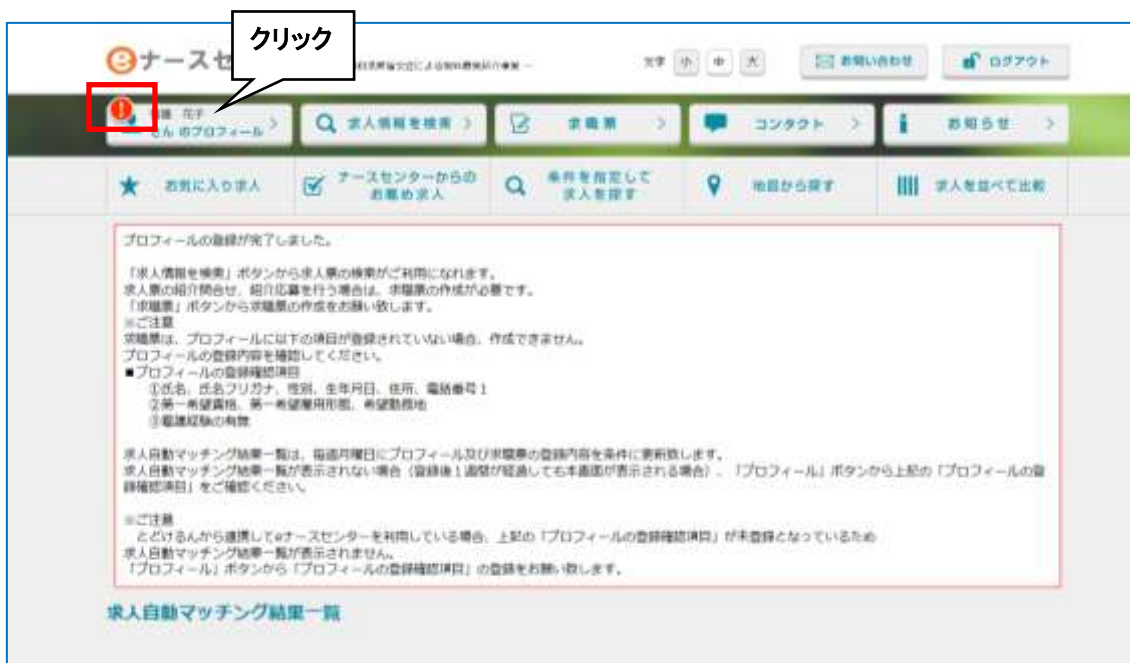 クリック
eナースセ
文字 小 中 大 お問い合わせ ログアウト
花子
さん のプロフィール
求人情報を検索
求職票
コンタクト
お知らせ
お気に入り求人
ナースセンターからの
お薦め求人
条件を指定して
求人を探す
地図から探す
求人を並べて比較
プロフィールの登録が完了しました。
「求人情報を検索」ボタンから求人票の検索がご利用になれます。
求人票の紹介問合せ、紹介応募を行う場合は、求職票の作成が必要です。
「求職票」ボタンから求職票の作成をお願い致します。
※ご注意
求職票は、プロフィールに以下の項目が登録されていない場合、作成できません。
プロフィールの登録内容を確認してください。
■プロフィールの登録確認項目
①氏名、氏名フリガナ、性別、生年月日、住所、電話番号1
②第一希望資格、第一希望雇用形態、希望勤務地
③看護経験の有無
求人自動マッチング結果一覧は、毎週月曜日にプロフィール及び求職票の登録内容を条件に更新致します。
求人自動マッチング結果一覧が表示されない場合（登録後1週間が経過しても本画面が表示される場合）、「プロフィール」ボタンから上記の「プロフィールの登
録確認項目」をご確認ください。
※ご注意
とどけるんから連携してeナースセンターを利用している場合、上記の「プロフィールの登録確認項目」が未登録となっているため
求人自動マッチング結果一覧が表示されません。
「プロフィール」ボタンから「プロフィールの登録確認項目」の登録をお願い致します。
求人自動マッチング結果一覧